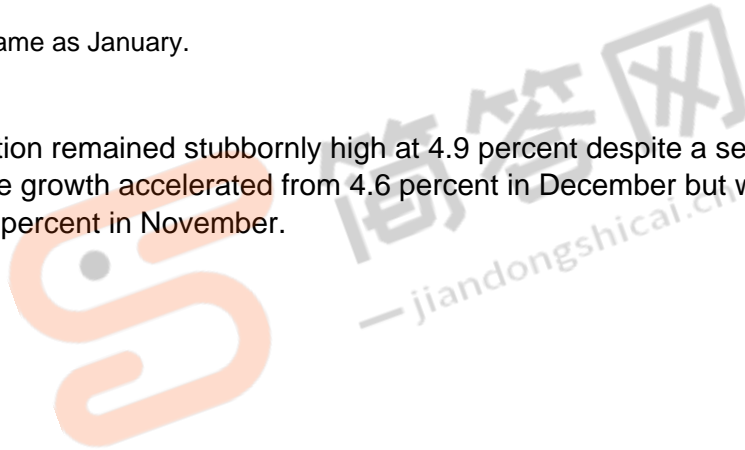 ame as January.
tion remained stubbornly high at 4.9 percent despite a se
e growth accelerated from 4.6 percent in December but w
percent in November.
简答网
— jiandongshicai.cn